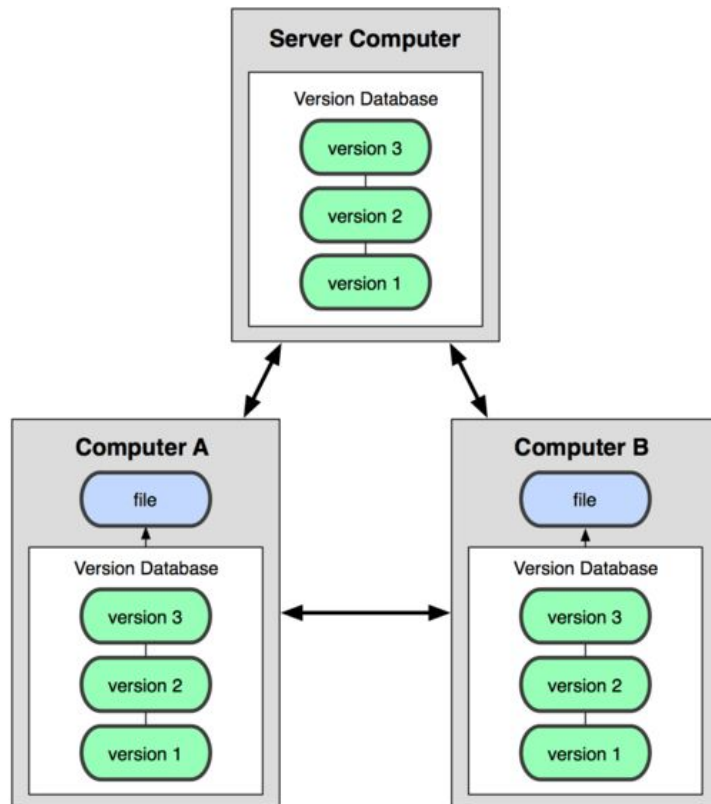 Server Computer
Version Database
version 3
version 2
version 1
Computer A
file
Version Database
version 3
version 2
version 1
Computer B
file
Version Database
version 3
version 2
version 1